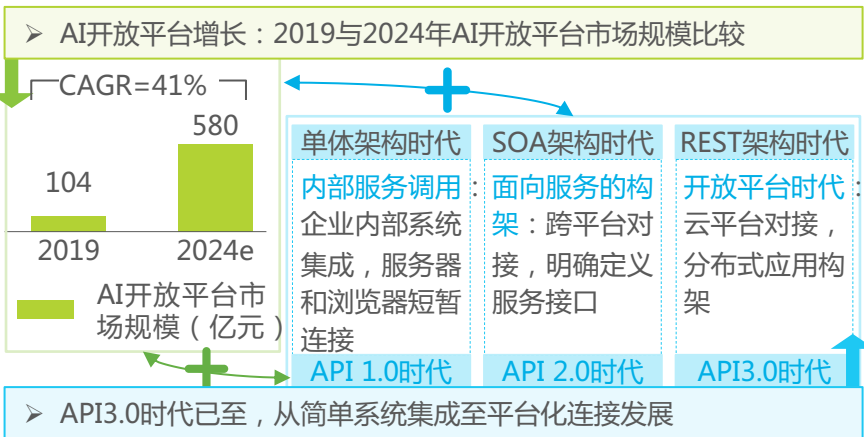 ➢ AI开放平台增长：2019与2024年AI开放平台市场规模比较
CAGR=41%
580
104
2019 2024e
AI开放平台市
场规模（亿元）
单体架构时代
内部服务调用：
企业内部系统
集成，服务器
和浏览器短暂
连接
API 1.0时代
SOA架构时代
面向服务的构
架：跨平台对
接，明确定义
服务接口
API 2.0时代
REST架构时代
开放平台时代：
云平台对接，
分布式应用构
架
API3.0时代
➢ API3.0时代已至，从简单系统集成至平台化连接发展